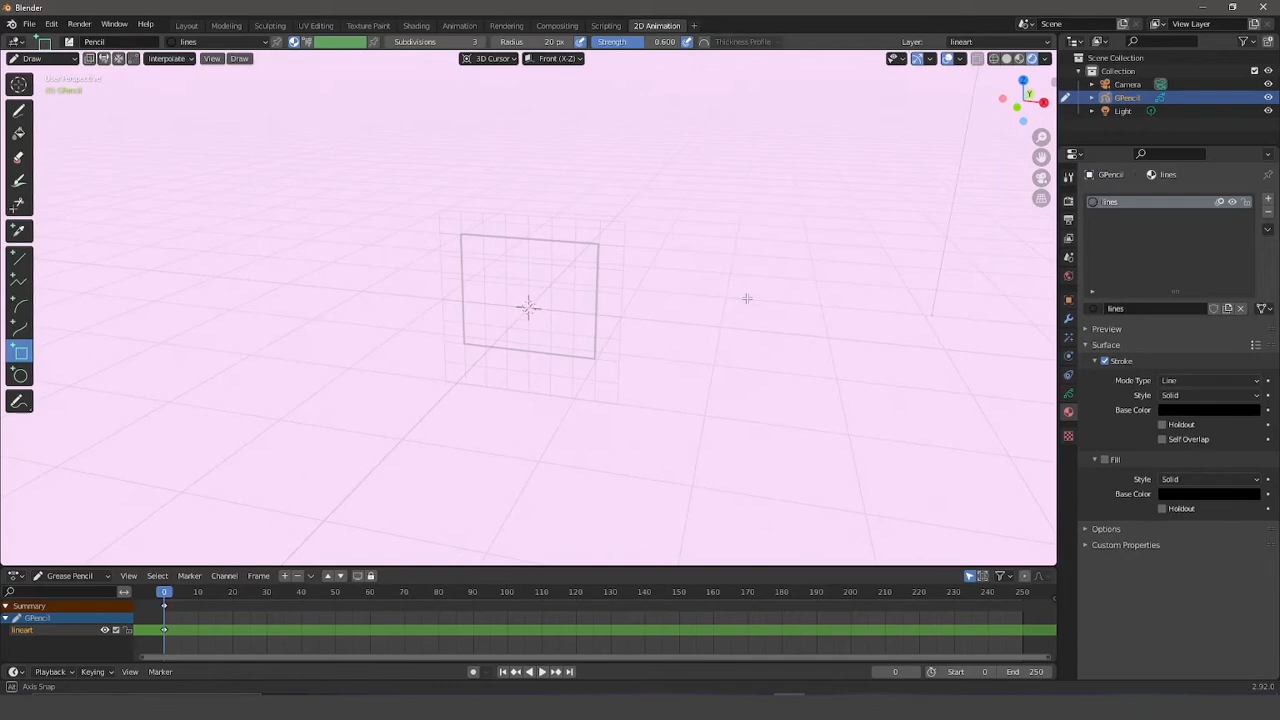 Blender
File Edit Render Window Help Layout Modeling Sculpting UV Editing Texture Paint Shading Animation Rendering Compositing Scripting 2D Animation + Scene View Layer
Pencil lines Subdivisions 3 Radius 20 px Strength 0.600 Thickness Profile Layer: lineart
Draw Interpolate View Draw 3D Cursor Front (X-Z)
User Perspective
(0) GPencil
Z
Y
X
Scene Collection
Collection
Camera
GPencil
Light
GPencil lines
lines
lines
Preview
Surface
Stroke
Mode Type Line
Style Solid
Base Color
Holdout
Self Overlap
Fill
Style Solid
Base Color
Holdout
Options
Custom Properties
Grease Pencil View Select Marker Channel Frame
0 10 20 30 40 50 60 70 80 90 100 110 120 130 140 150 160 170 180 190 200 210 220 230 240 250
Summary
GPencil
lineart
Playback Keying View Marker 0 Start 0 End 250
Alt Axis Snap 2.92.0